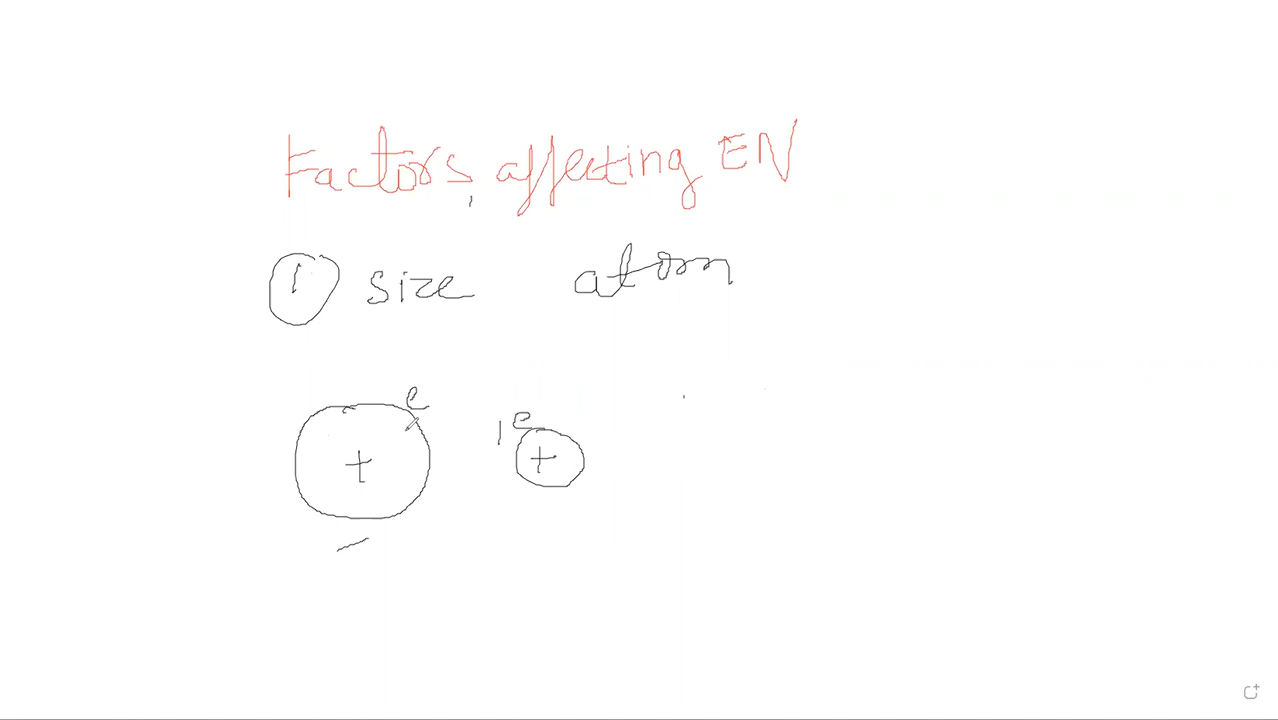 Factors affecting EN
1 size atom
e e
+ +